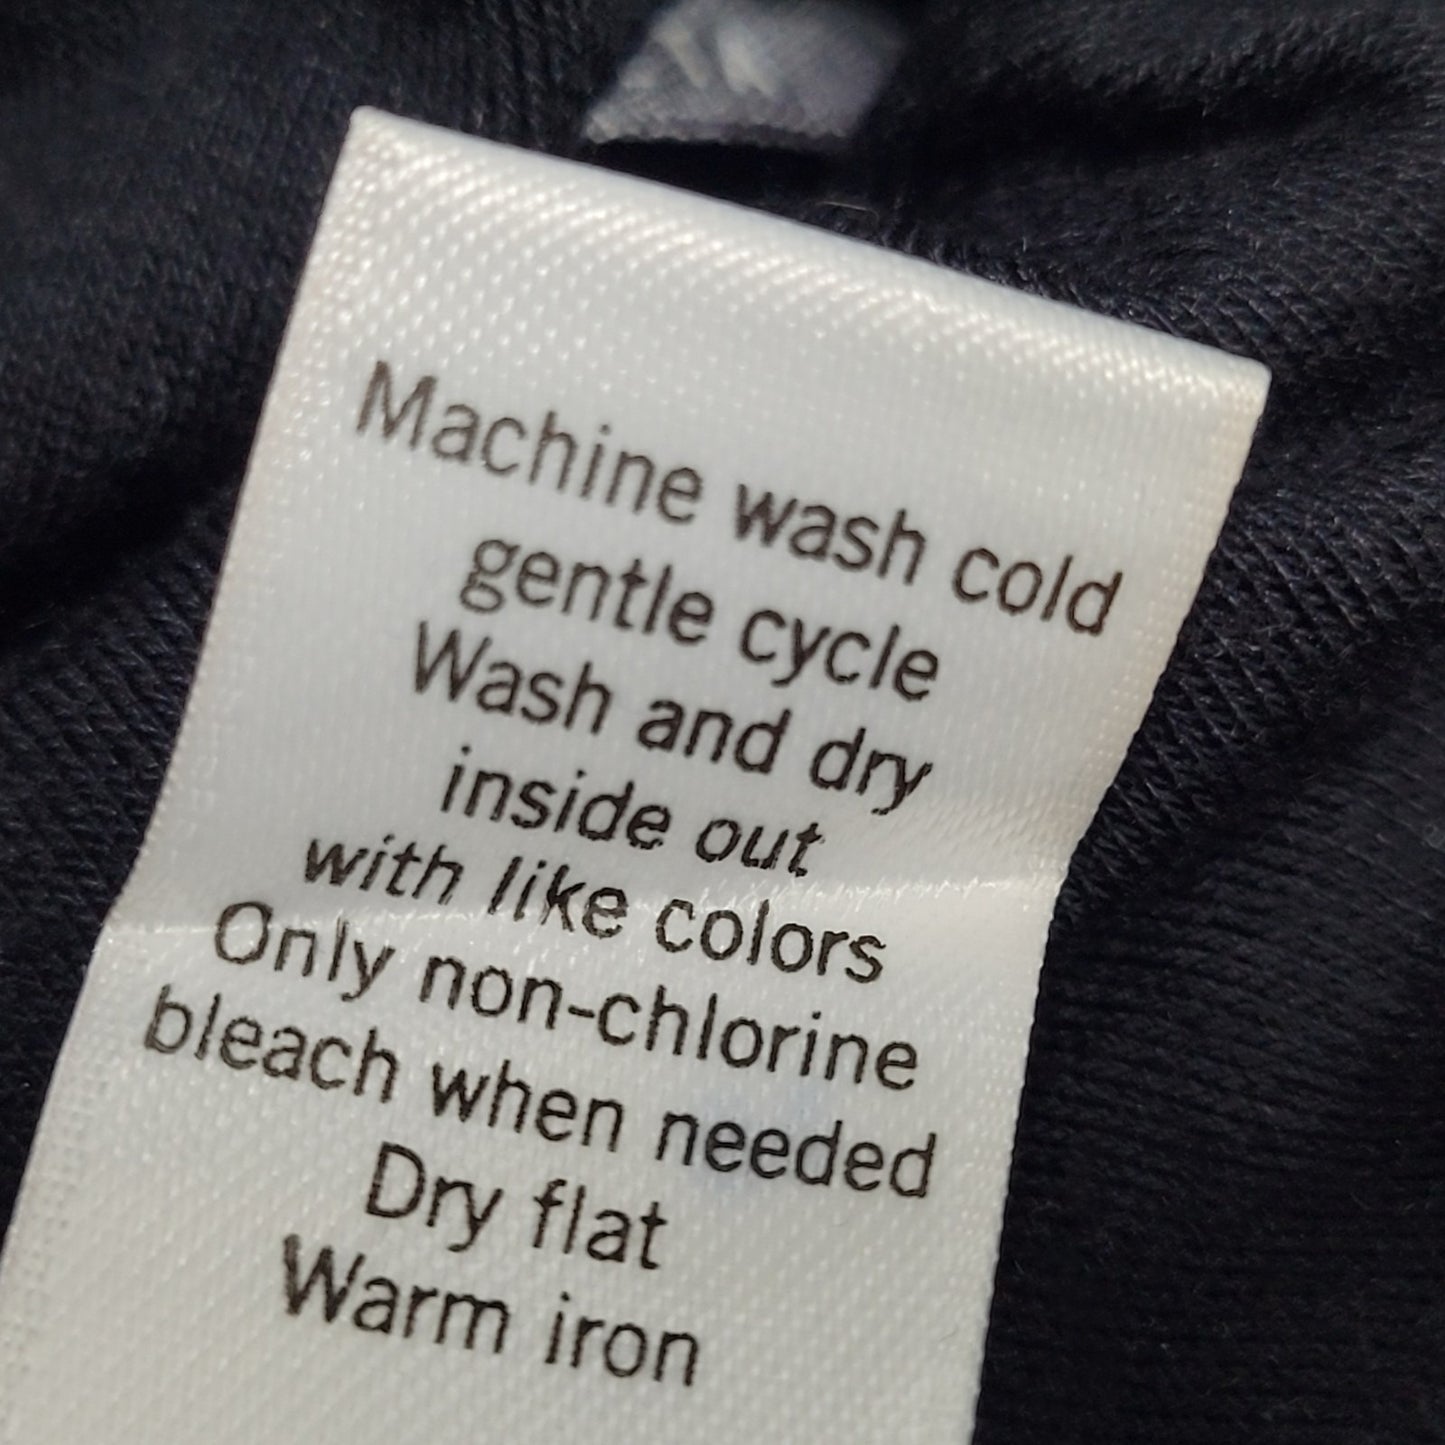 Machine wash cold
gentle cycle
Wash and dry
inside out
with like colors
Only non-chlorine
bleach when needed
Dry flat
Warm iron